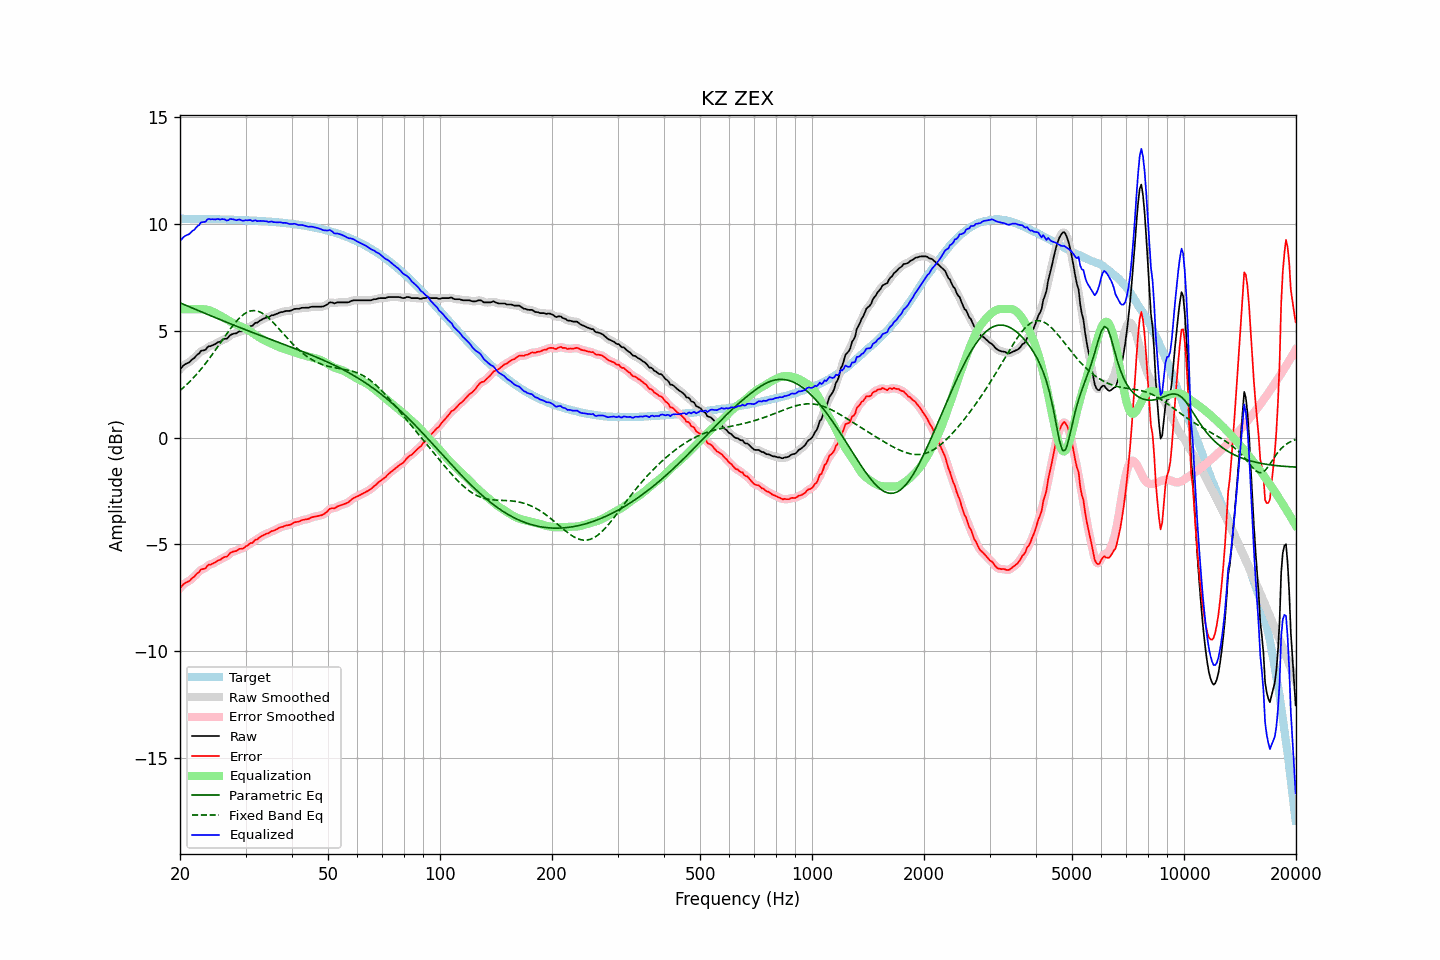 KZ ZEX
15
10
5
0
−5
−10
−15
Amplitude (dBr)
Target
Raw Smoothed
Error Smoothed
Raw
Error
Equalization
Parametric Eq
Fixed Band Eq
Equalized
20 50 100 200 500 1000 2000 5000 10000 20000
Frequency (Hz)